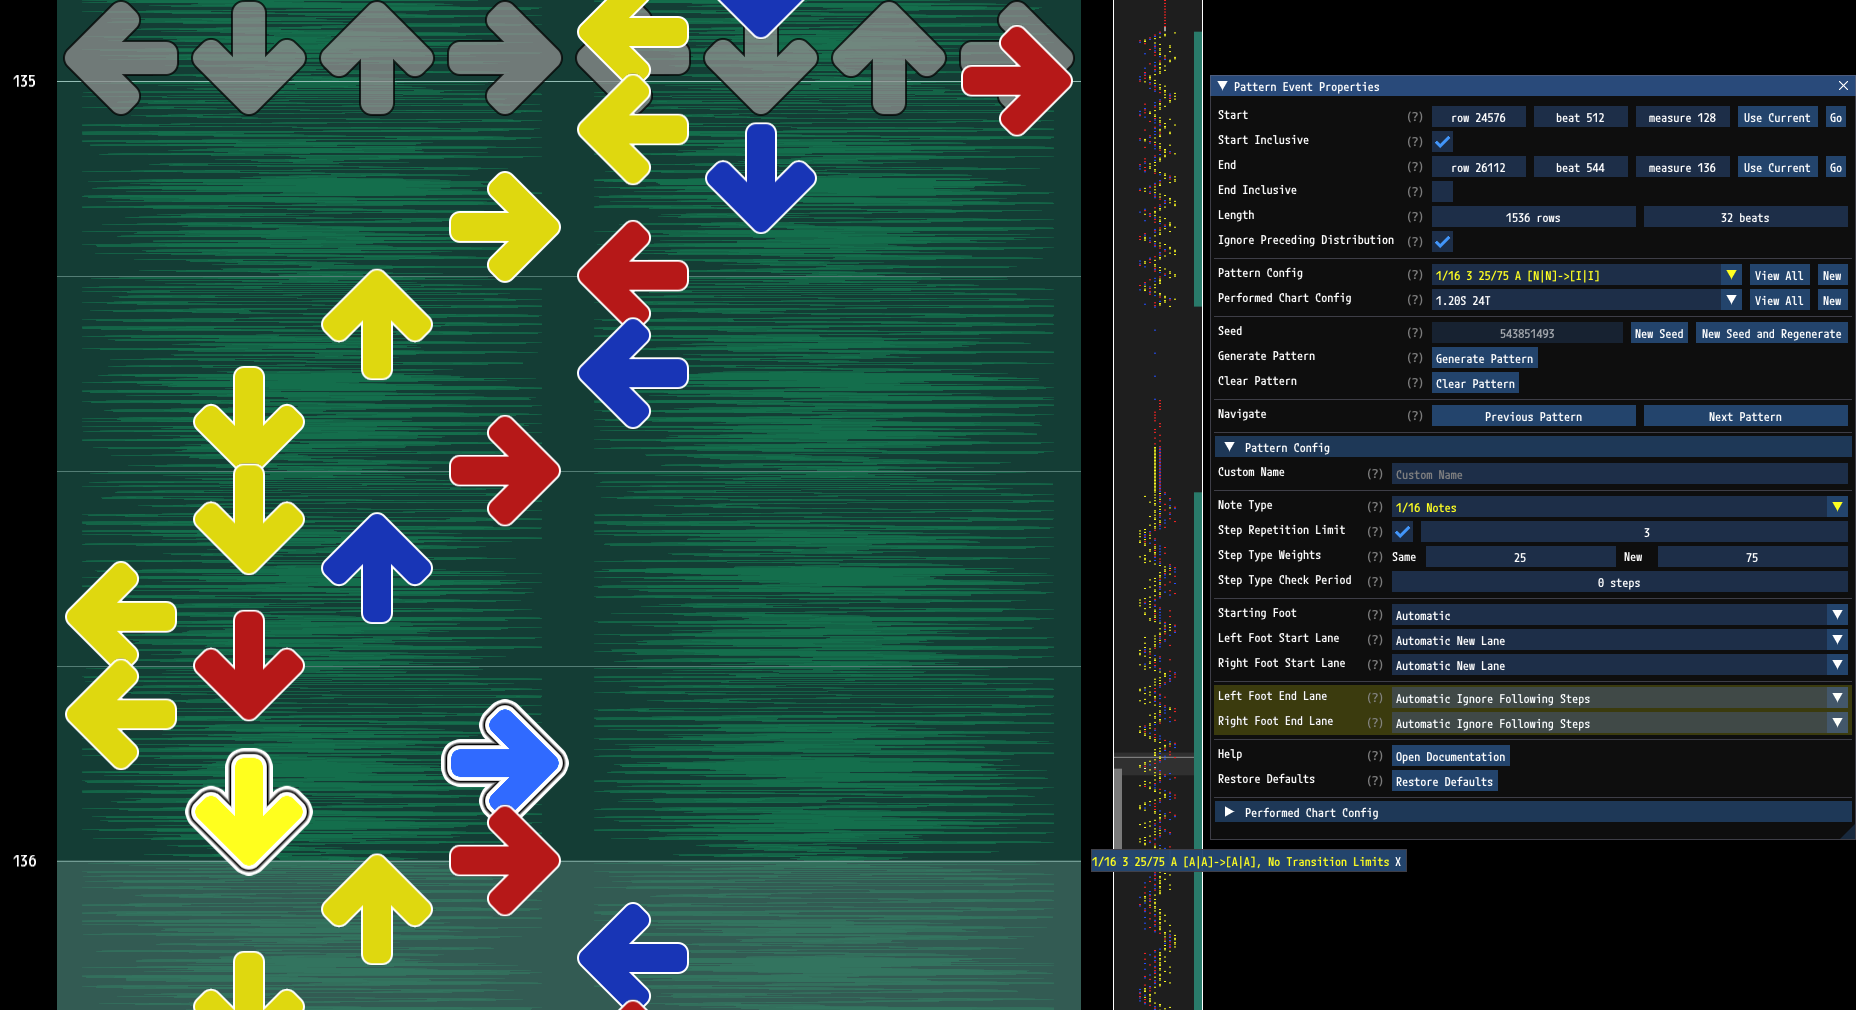 135
136
Pattern Event Properties
Start (?) row 24576 beat 512 measure 128 Use Current Go
Start Inclusive (?)
End (?) row 26112 beat 544 measure 136 Use Current Go
End Inclusive (?)
Length (?) 1536 rows 32 beats
Ignore Preceding Distribution (?)
Pattern Config (?) 1/16 3 25/75 A [N|N]->[I|I] View All New
Performed Chart Config (?) 1.20S 24T View All New
Seed (?) 543851493 New Seed New Seed and Regenerate
Generate Pattern (?) Generate Pattern
Clear Pattern (?) Clear Pattern
Navigate (?) Previous Pattern Next Pattern
Pattern Config
Custom Name (?) Custom Name
Note Type (?) 1/16 Notes
Step Repetition Limit (?) 3
Step Type Weights (?) Same 25 New 75
Step Type Check Period (?) 0 steps
Starting Foot (?) Automatic
Left Foot Start Lane (?) Automatic New Lane
Right Foot Start Lane (?) Automatic New Lane
Left Foot End Lane (?) Automatic Ignore Following Steps
Right Foot End Lane (?) Automatic Ignore Following Steps
Help (?) Open Documentation
Restore Defaults (?) Restore Defaults
Performed Chart Config
1/16 3 25/75 A [A|A]->[A|A], No Transition Limits X